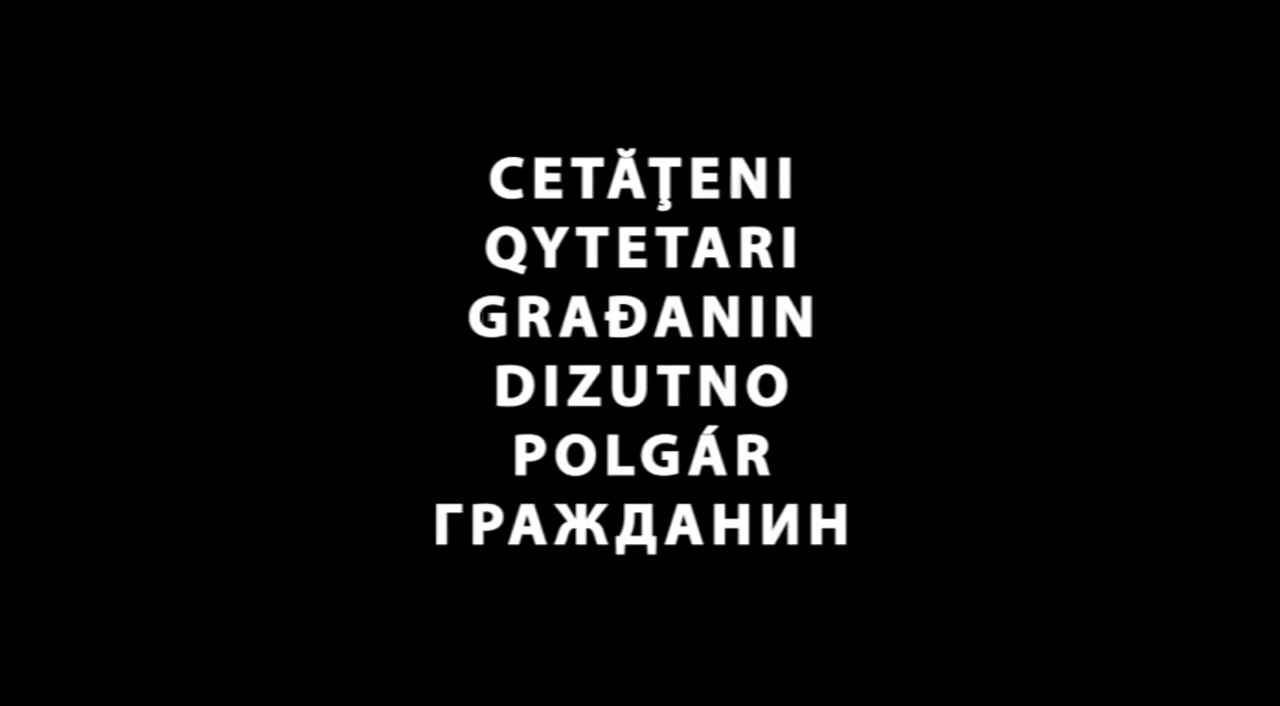 CETĂŢENI
QYTETARI
GRAĐANIN
DIZUTNO
POLGÁR
ГРАЖДАНИН